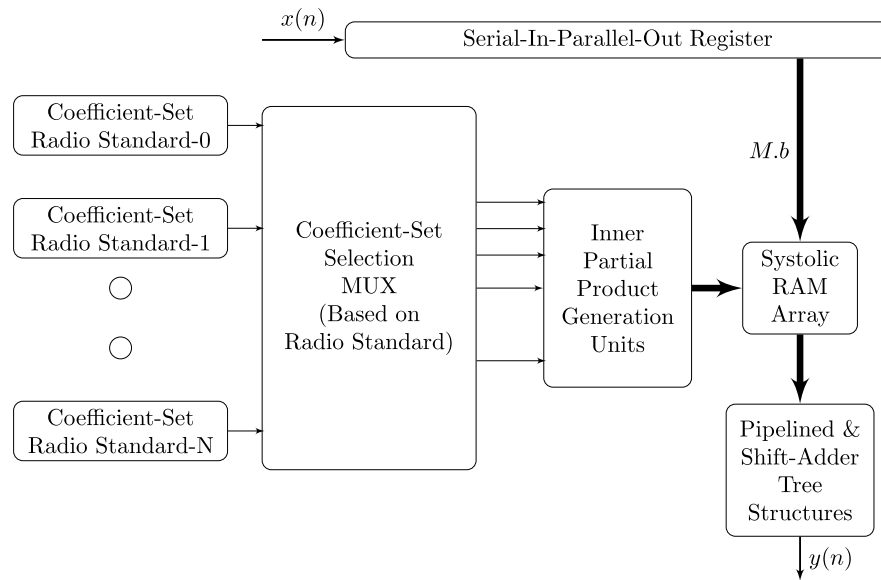 x(n)
Serial-In-Parallel-Out Register
Coefficient-Set
Radio Standard-0
Coefficient-Set
Radio Standard-1
Coefficient-Set
Radio Standard-N
Coefficient-Set
Selection
MUX
(Based on
Radio Standard)
Inner
Partial
Product
Generation
Units
M.b
Systolic
RAM
Array
Pipelined &
Shift-Adder
Tree
Structures
y(n)